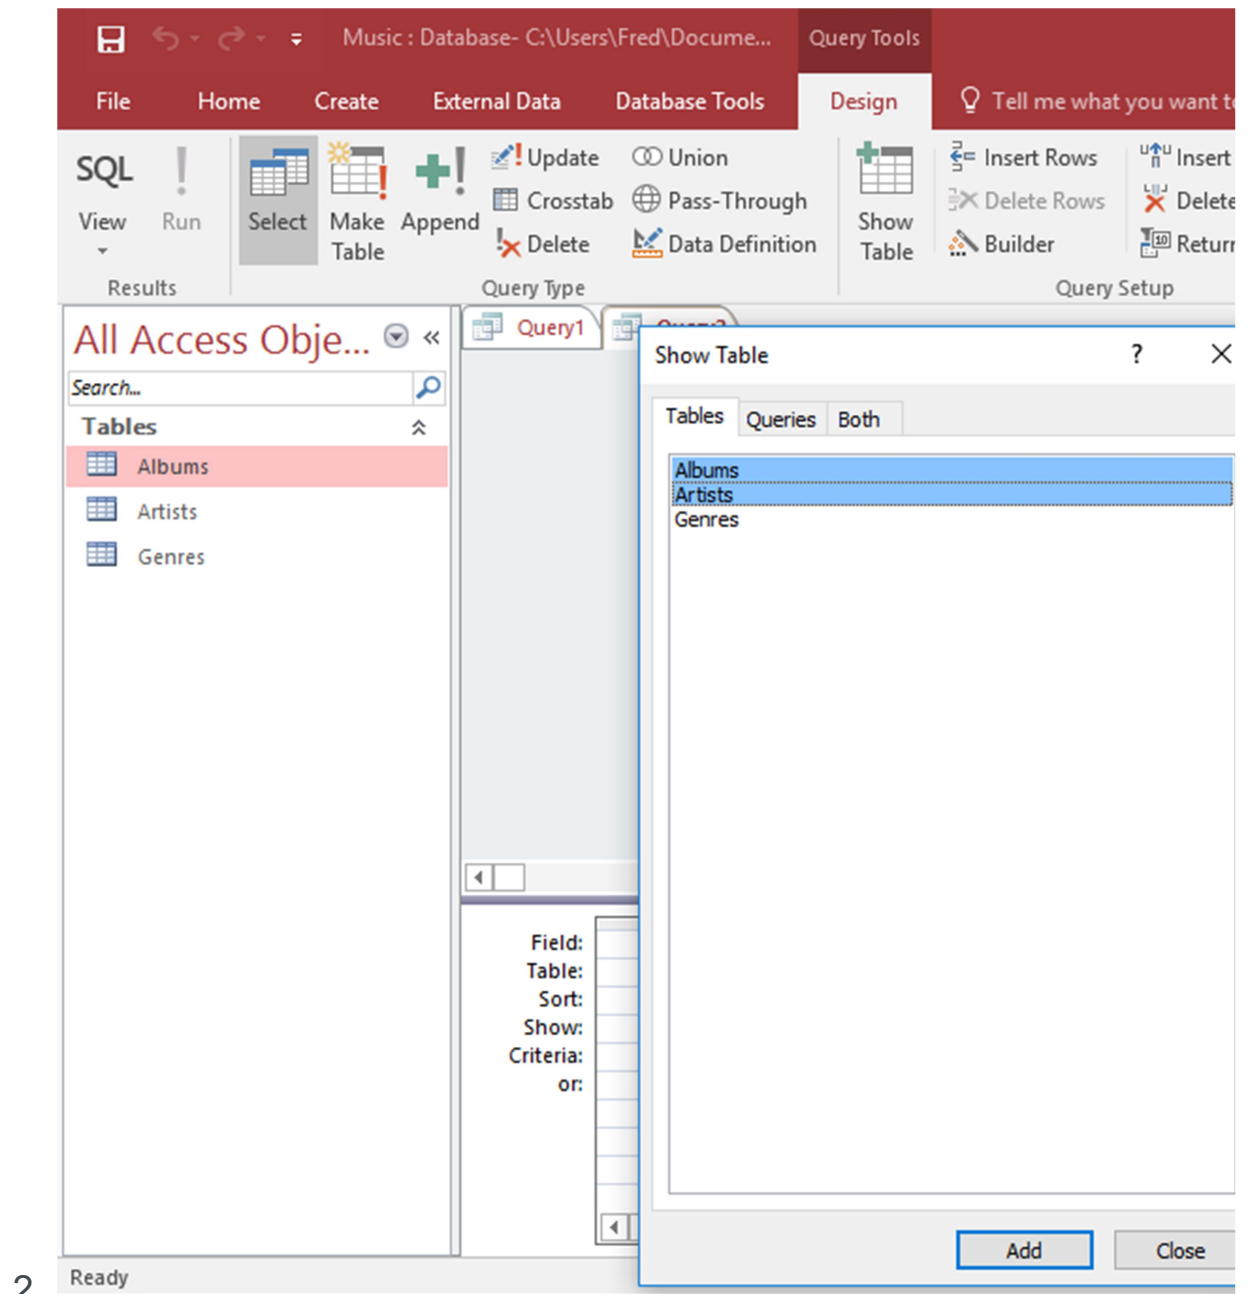 Music : Database- C:\Users\Fred\Docume... Query Tools
File Home Create External Data Database Tools Design Tell me what you want
SQL View Run
Select Make Table Append
Update Union
Crosstab Pass-Through
Delete Data Definition
Show Table
Insert Rows Insert
Delete Rows Delete
Builder Return
Results Query Type Query Setup
All Access Obje... «
Search...
Tables
Albums
Artists
Genres
Query1
Show Table ? X
Tables Queries Both
Albums
Artists
Genres
Field:
Table:
Sort:
Show:
Criteria:
or:
Add Close
Ready
2